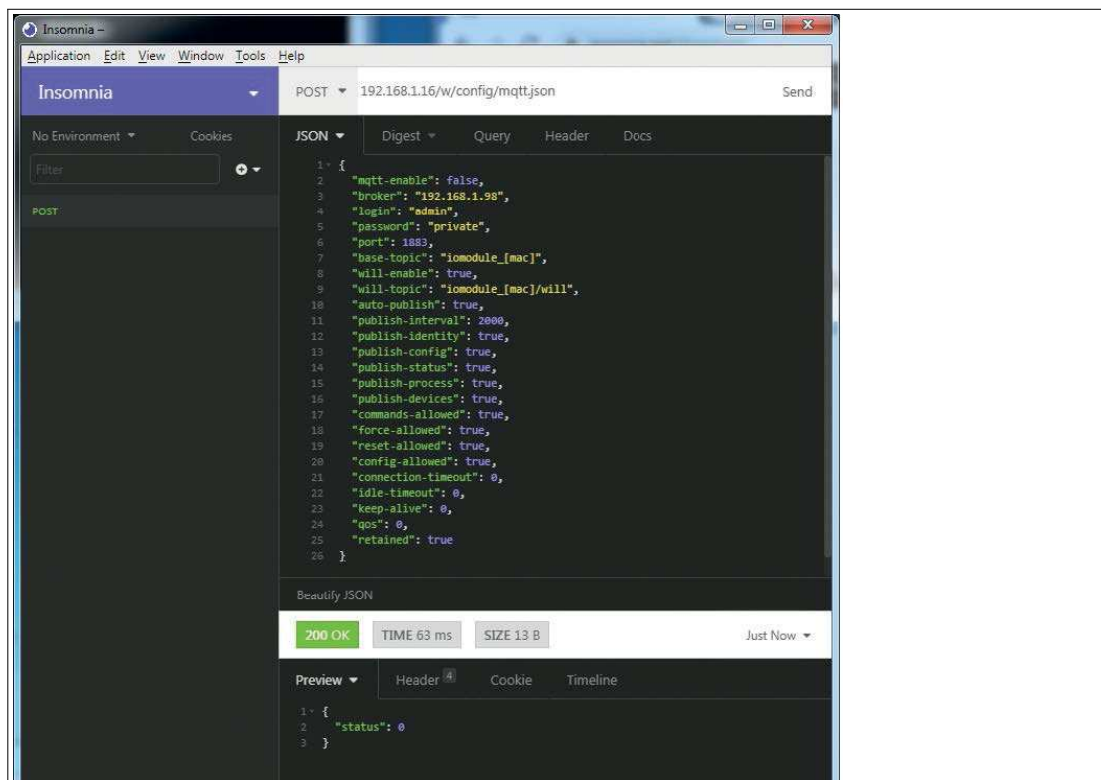 Insomnia –
Application Edit View Window Tools Help
Insomnia
POST 192.168.1.16/w/config/mqtt.json Send
No Environment Cookies
Filter
POST
JSON Digest Query Header Docs
1 {
2 "mqtt-enable": false,
3 "broker": "192.168.1.98",
4 "login": "admin",
5 "password": "private",
6 "port": 1883,
7 "base-topic": "iomodule_[mac]",
8 "will-enable": true,
9 "will-topic": "iomodule_[mac]/will",
10 "auto-publish": true,
11 "publish-interval": 2000,
12 "publish-identity": true,
13 "publish-config": true,
14 "publish-status": true,
15 "publish-process": true,
16 "publish-devices": true,
17 "commands-allowed": true,
18 "force-allowed": true,
19 "reset-allowed": true,
20 "config-allowed": true,
21 "connection-timeout": 0,
22 "idle-timeout": 0,
23 "keep-alive": 0,
24 "qos": 0,
25 "retained": true
26 }
Beautify JSON
200 OK TIME 63 ms SIZE 13 B Just Now
Preview Header 4 Cookie Timeline
1 {
2 "status": 0
3 }